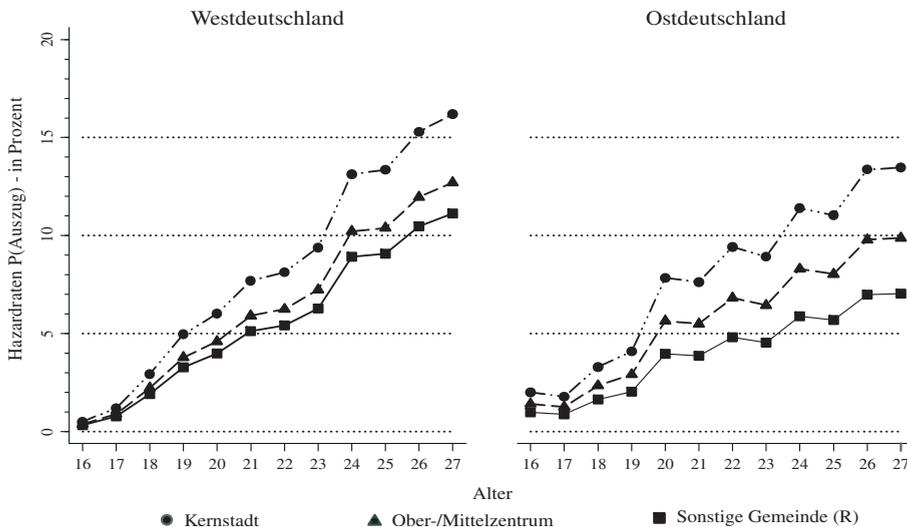 Westdeutschland
Ostdeutschland
Hazardraten P(Auszug) - in Prozent
20
15
10
5
0
16 17 18 19 20 21 22 23 24 25 26 27
16 17 18 19 20 21 22 23 24 25 26 27
Alter
Kernstadt
Ober-/Mittelzentrum
Sonstige Gemeinde (R)